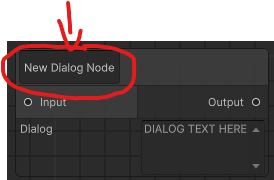 New Dialog Node
Input Output
Dialog DIALOG TEXT HERE